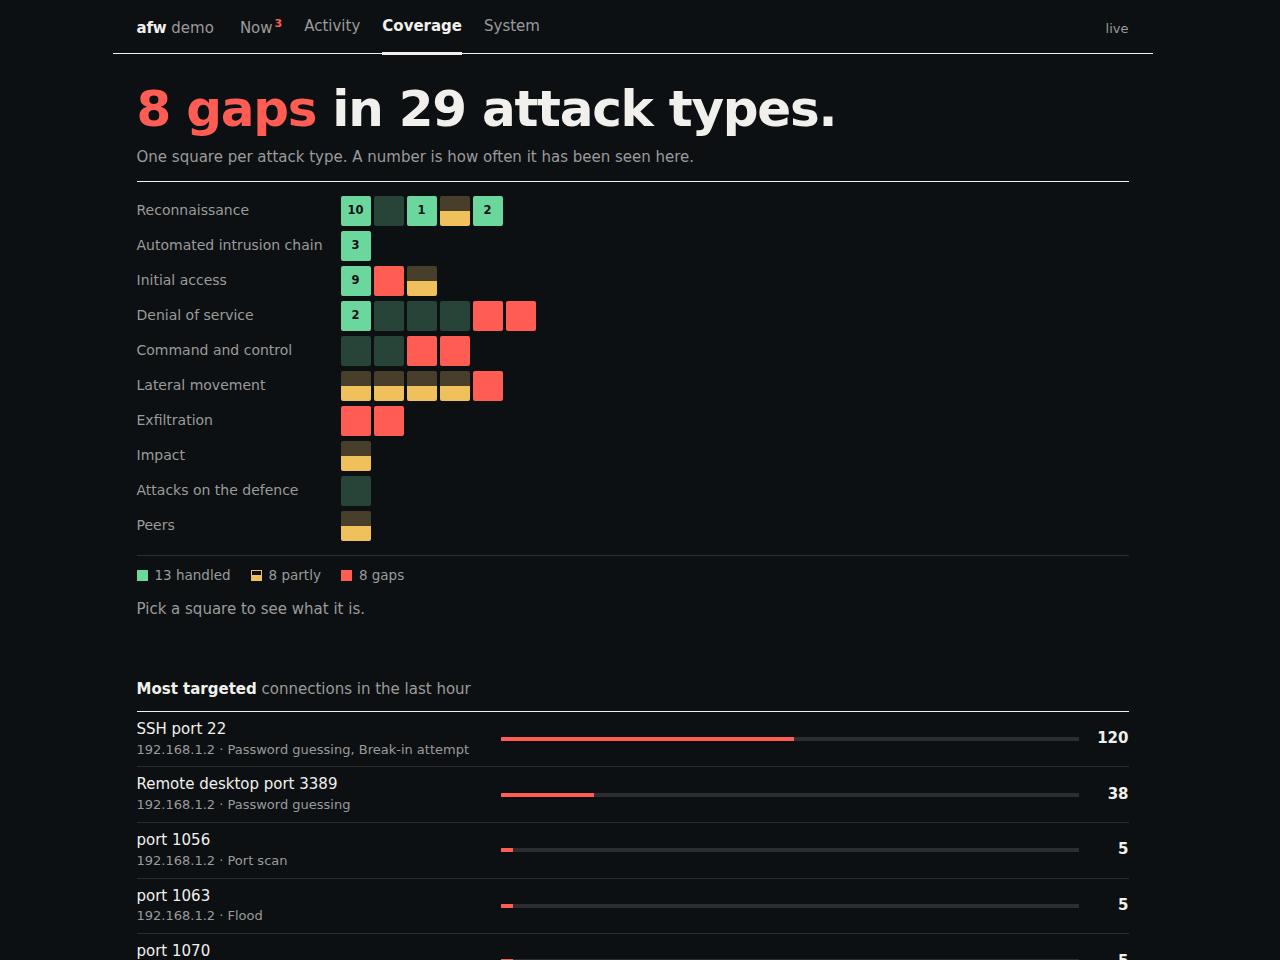 afw demo Now 3 Activity Coverage System live
8 gaps in 29 attack types.
One square per attack type. A number is how often it has been seen here.
Reconnaissance 10 1 2
Automated intrusion chain 3
Initial access 9
Denial of service 2
Command and control
Lateral movement
Exfiltration
Impact
Attacks on the defence
Peers
13 handled 8 partly 8 gaps
Pick a square to see what it is.
Most targeted connections in the last hour
SSH port 22
192.168.1.2 · Password guessing, Break-in attempt 120
Remote desktop port 3389
192.168.1.2 · Password guessing 38
port 1056
192.168.1.2 · Port scan 5
port 1063
192.168.1.2 · Flood 5
port 1070
5